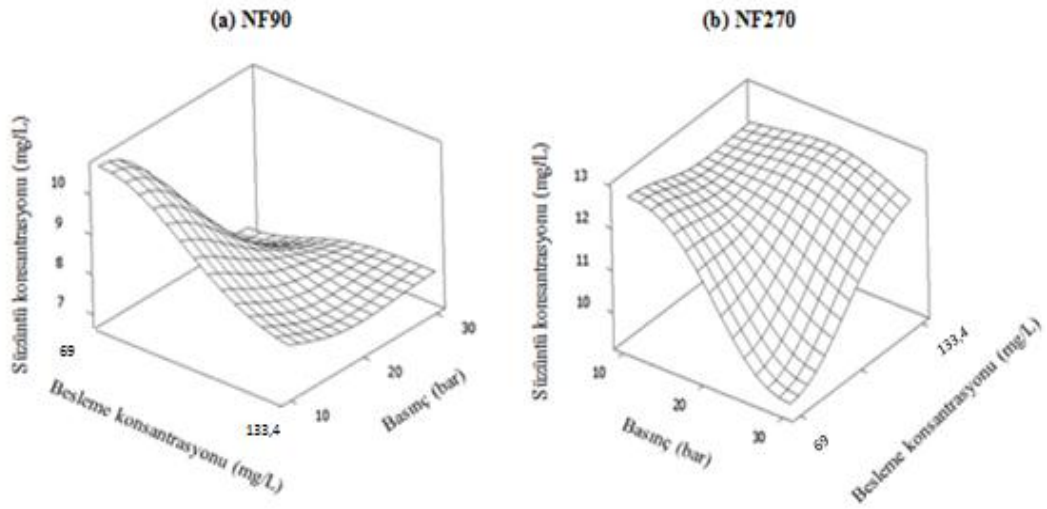 (a) NF90
Süzüntü konsantrasyonu (mg/L)
10
9
8
7
69
Besleme konsantrasyonu (mg/L)
133,4
10
20
30
Basınç (bar)
(b) NF270
Süzüntü konsantrasyonu (mg/L)
13
12
11
10
10
20
30
Basınç (bar)
69
133,4
Besleme konsantrasyonu (mg/L)